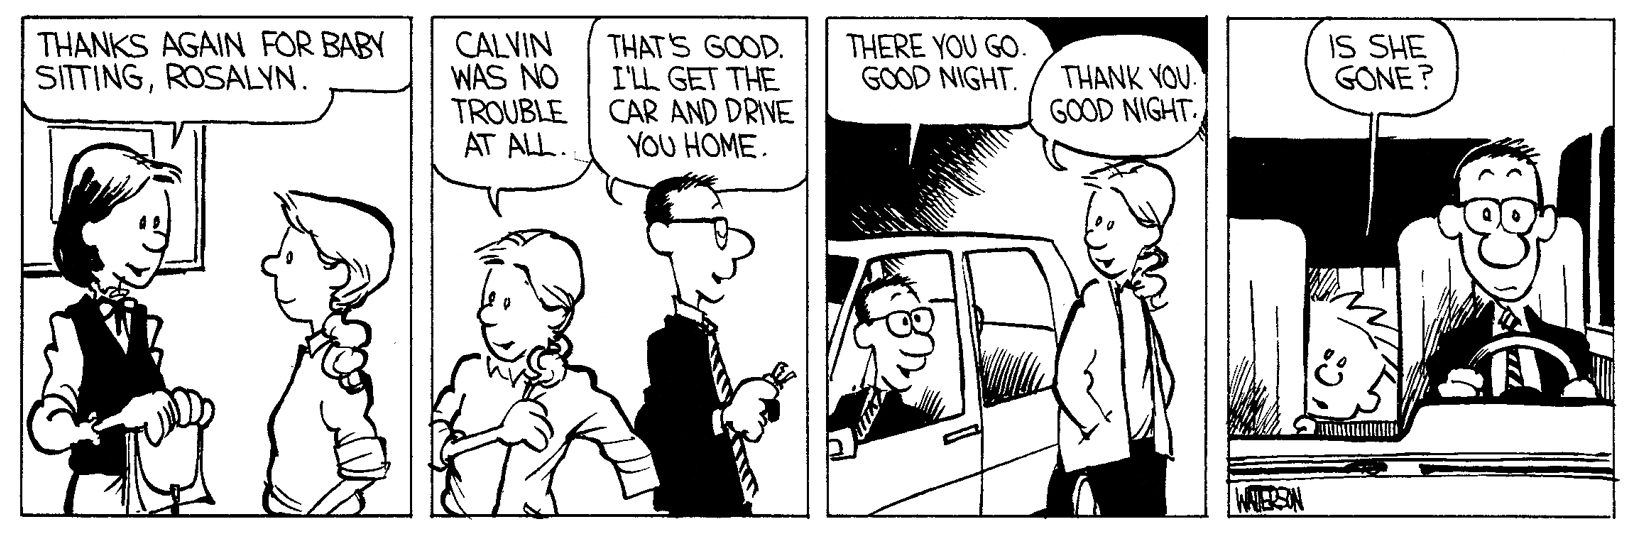 THANKS AGAIN FOR BABY
SITTING, ROSALYN.
CALVIN
WAS NO
TROUBLE
AT ALL.
THAT'S GOOD.
I'LL GET THE
CAR AND DRIVE
YOU HOME.
THERE YOU GO.
GOOD NIGHT.
THANK YOU.
GOOD NIGHT.
IS SHE
GONE?
WATTERSON